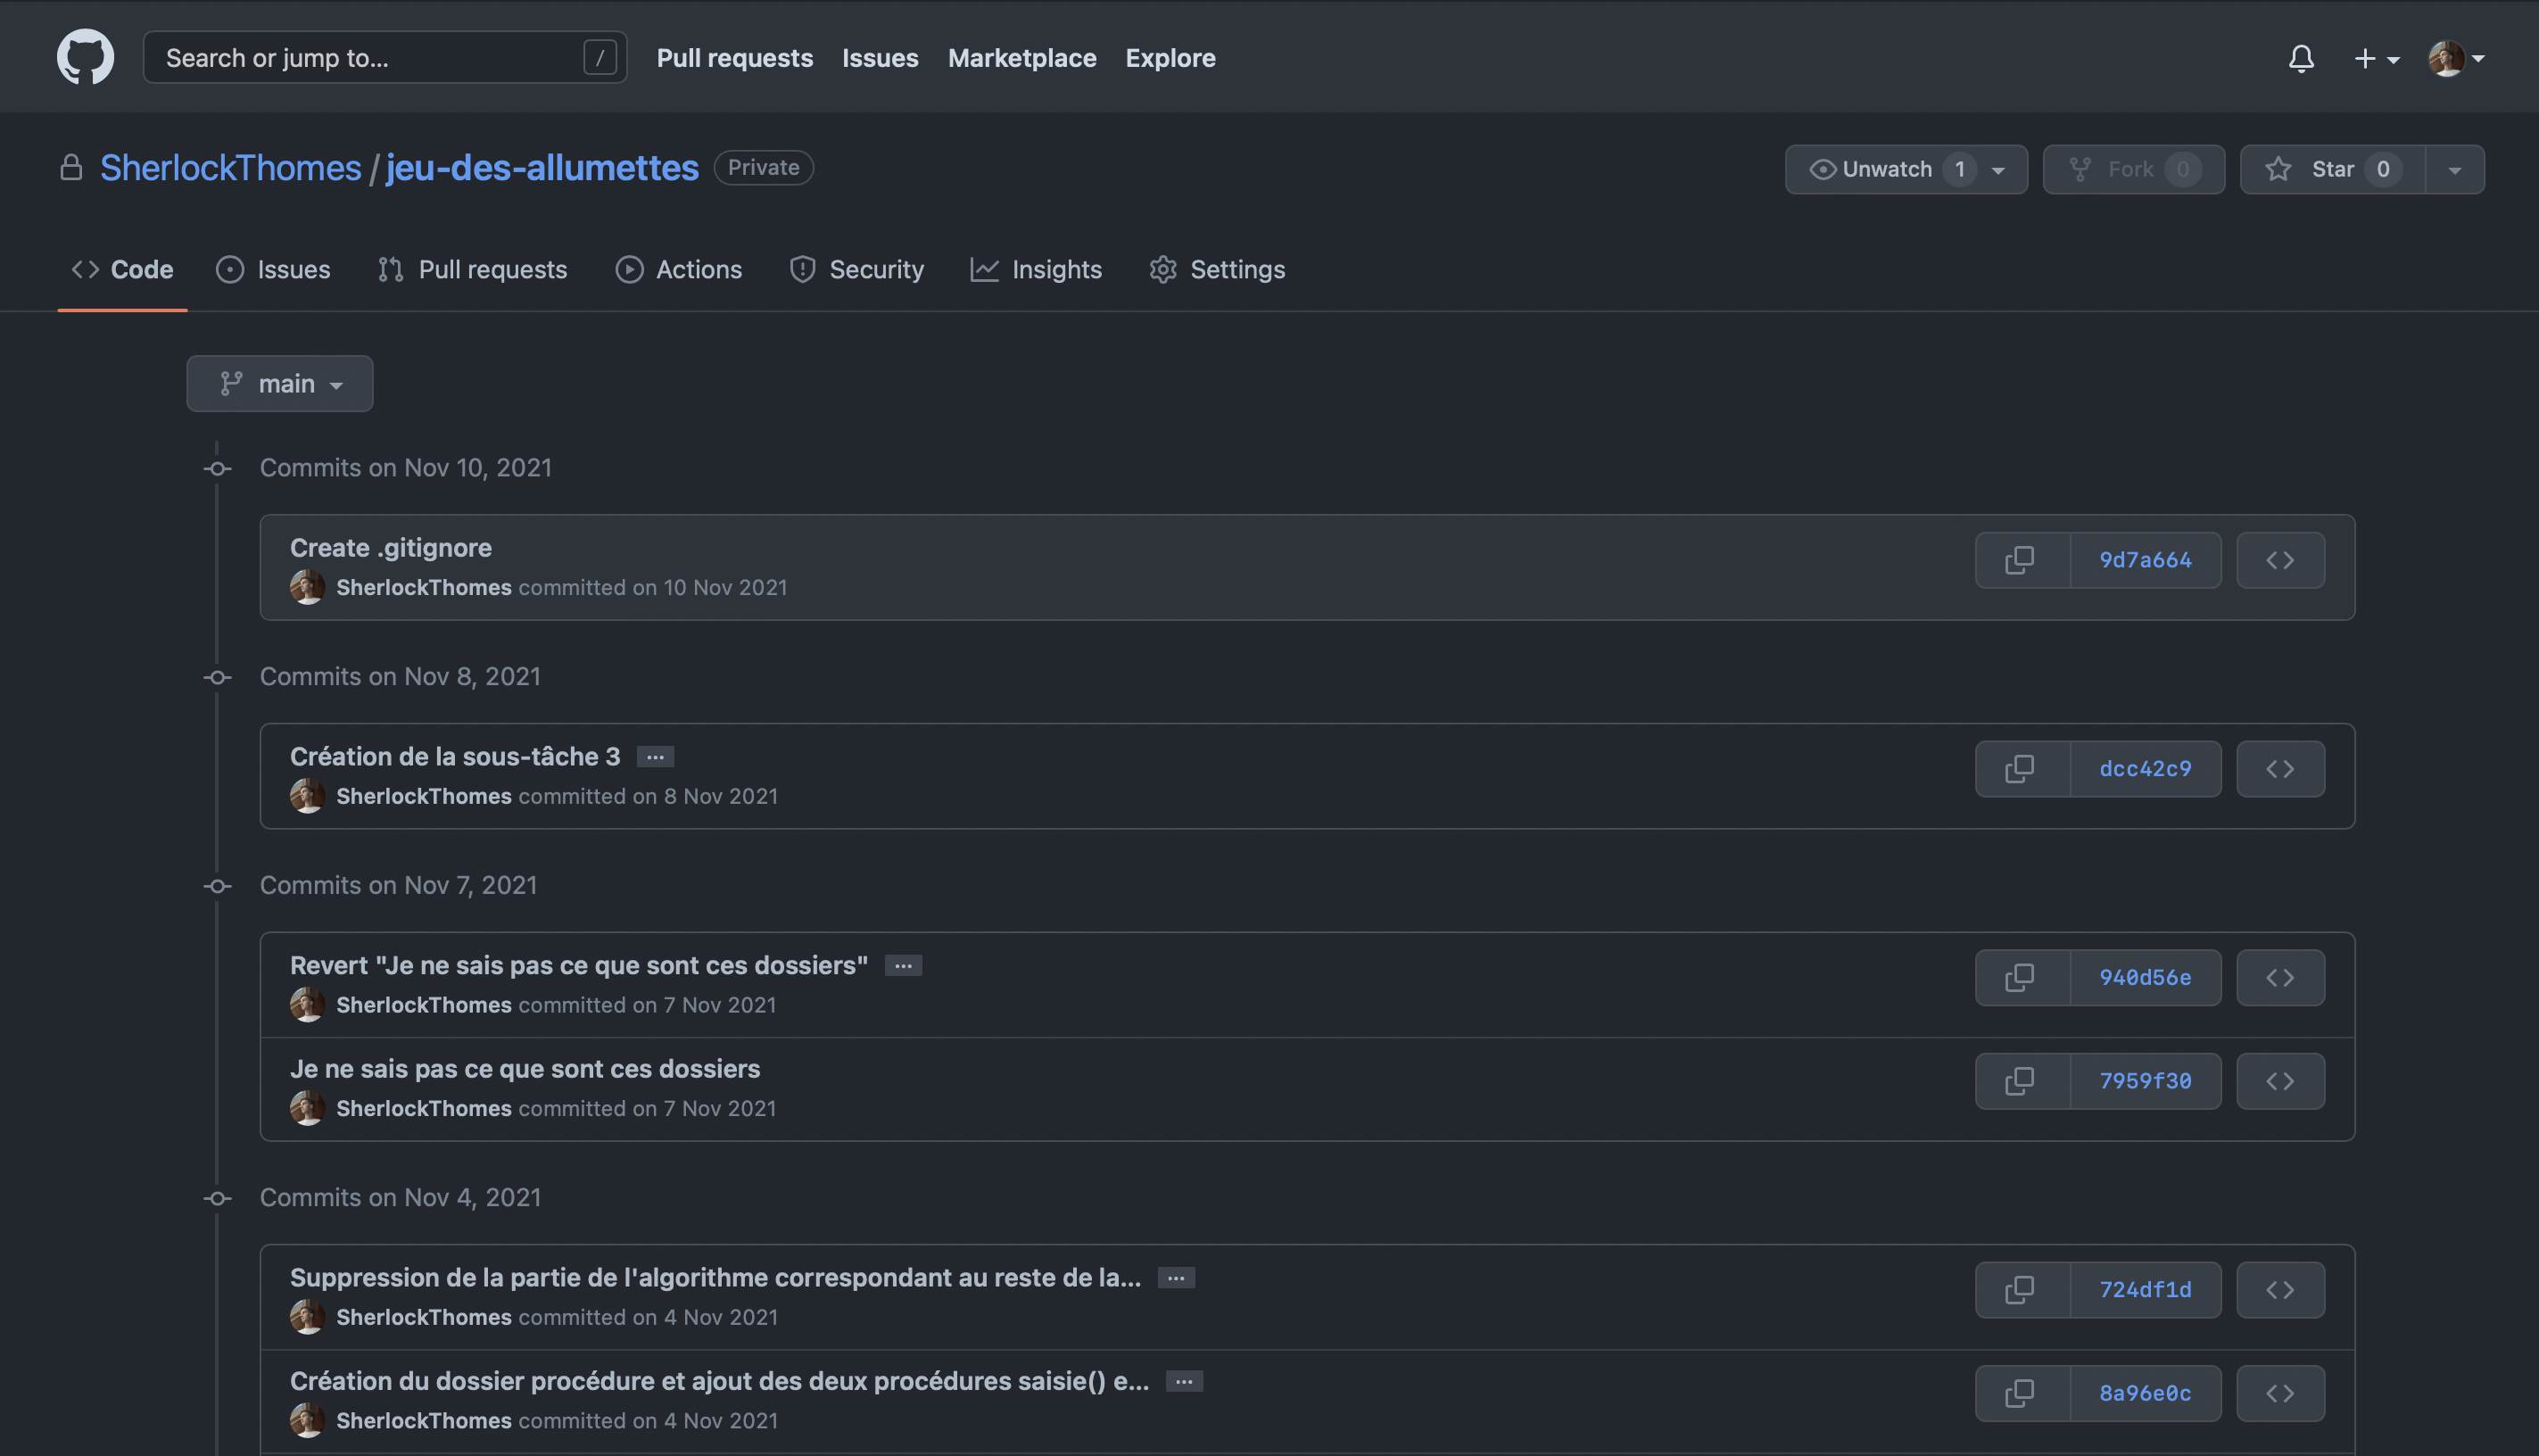 Search or jump to... / Pull requests Issues Marketplace Explore
SherlockThomes / jeu-des-allumettes Private Unwatch 1 Fork 0 Star 0
Code Issues Pull requests Actions Security Insights Settings
main
Commits on Nov 10, 2021
Create .gitignore
9d7a664
SherlockThomes committed on 10 Nov 2021
Commits on Nov 8, 2021
Création de la sous-tâche 3 …
dcc42c9
SherlockThomes committed on 8 Nov 2021
Commits on Nov 7, 2021
Revert "Je ne sais pas ce que sont ces dossiers" …
940d56e
SherlockThomes committed on 7 Nov 2021
Je ne sais pas ce que sont ces dossiers
7959f30
SherlockThomes committed on 7 Nov 2021
Commits on Nov 4, 2021
Suppression de la partie de l'algorithme correspondant au reste de la... …
724df1d
SherlockThomes committed on 4 Nov 2021
Création du dossier procédure et ajout des deux procédures saisie() e... …
8a96e0c
SherlockThomes committed on 4 Nov 2021